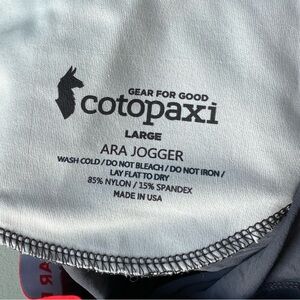 GEAR FOR GOOD
cotopaxi
LARGE
ARA JOGGER
WASH COLD / DO NOT BLEACH / DO NOT IRON /
LAY FLAT TO DRY
85% NYLON / 15% SPANDEX
MADE IN USA